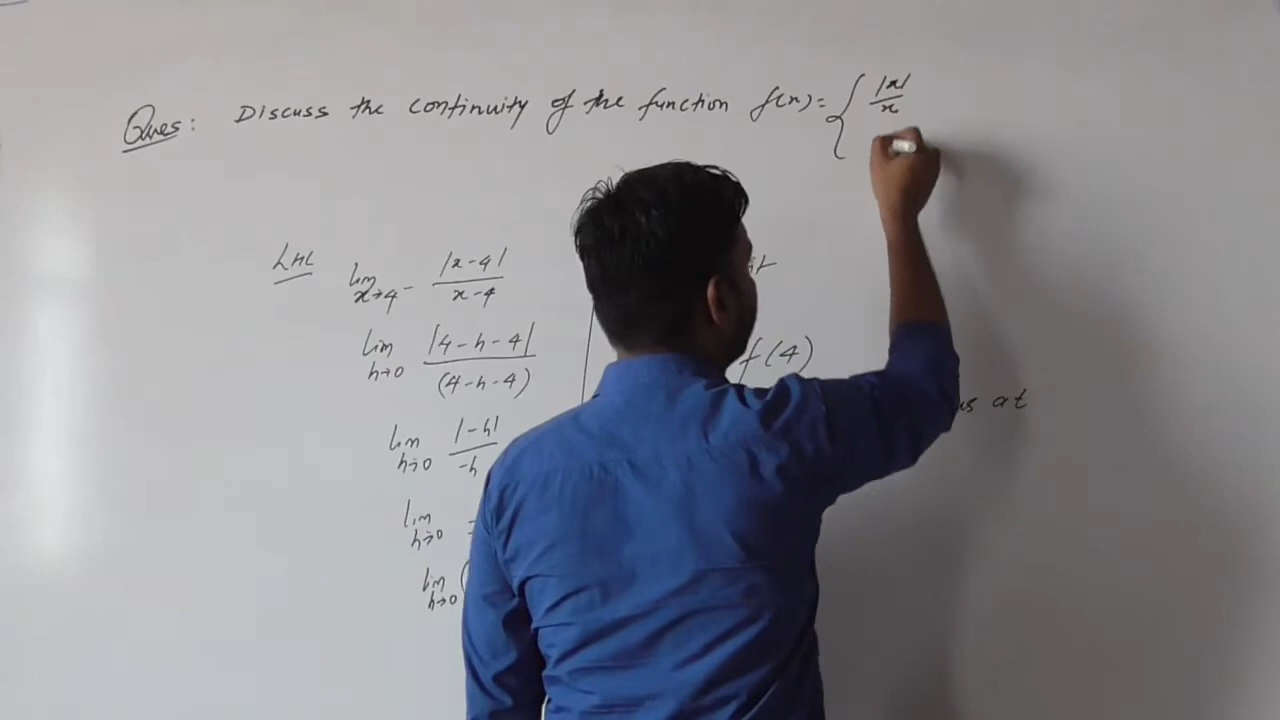 Ques: Discuss the continuity of the function f(x) = { |x|/x
LHL lim x→4- |x-4|/x-4
lim h→0 |4-h-4|/(4-h-4)
f(4)
at
lim h→0 |-h|/-h
lim h→0
lim h→0 (